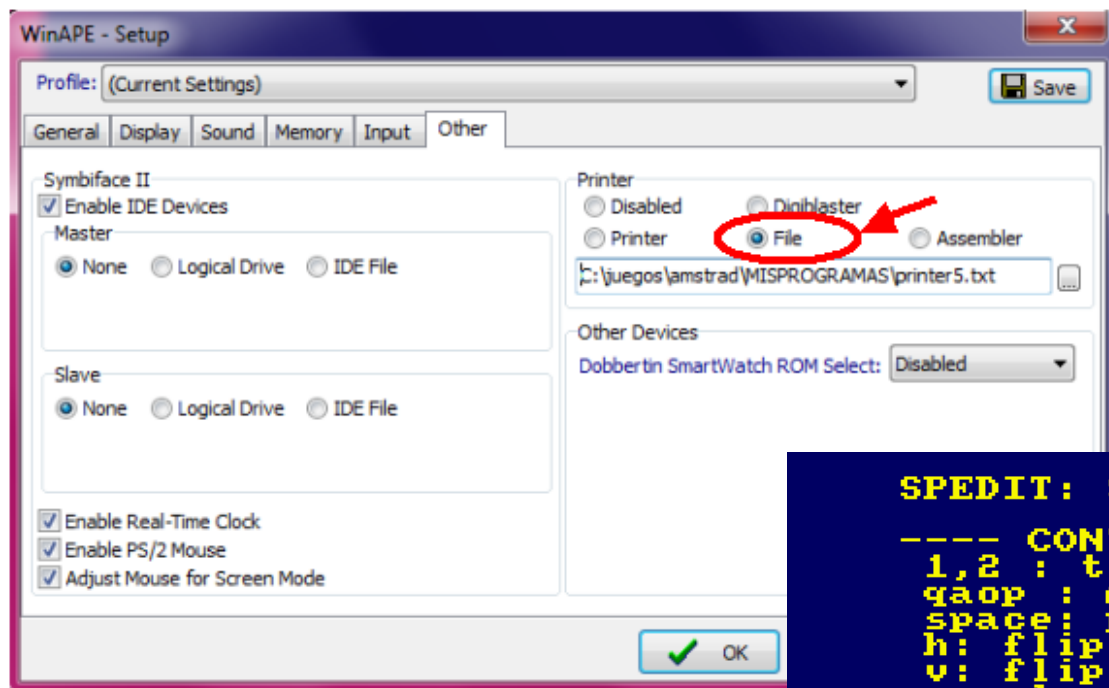 WinAPE - Setup
Profile: (Current Settings) Save
General Display Sound Memory Input Other
Symbiface II
Enable IDE Devices
Master
None Logical Drive IDE File
Slave
None Logical Drive IDE File
Enable Real-Time Clock
Enable PS/2 Mouse
Adjust Mouse for Screen Mode
Printer
Disabled Digiblaster
Printer File Assembler
C:\juegos\amstrad\MISPROGRAMAS\printer5.txt ...
Other Devices
Dobbertin SmartWatch ROM Select: Disabled
OK
SPEDIT:
---- CON
1,2 : t
qaop :
space:
h: flip
v: flip